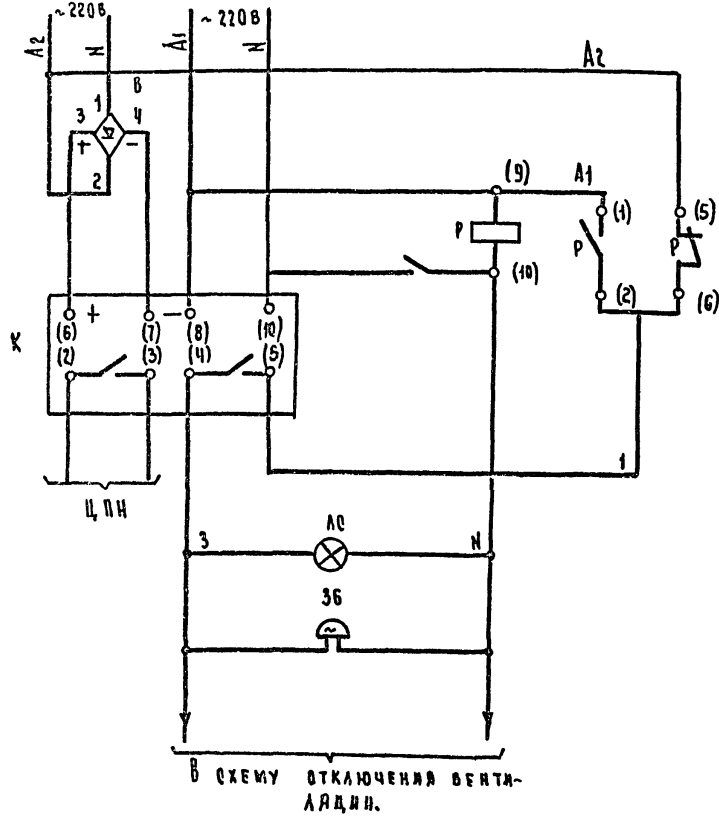 ~220В
~220В
А2
N
А1
N
А2
В
3
1
4
+
−
2
(9)
А1
Р
(1)
(5)
Р
Р
(10)
(2)
(6)
+
−
(6)
(7)
(8)
(10)
ж
(2)
(3)
(4)
(5)
1
ЦПН
ЛС
3
N
ЗБ
~
В СХЕМУ ОТКЛЮЧЕНИЯ ВЕНТИ-
ЛЯЦИИ.